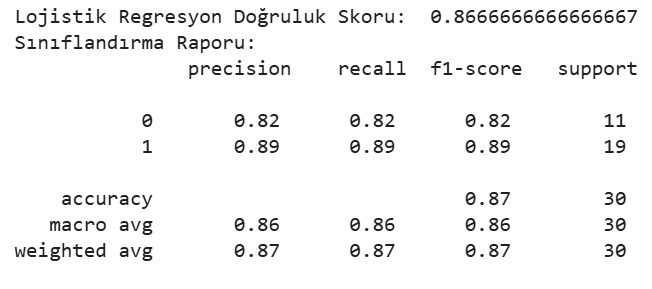 Lojistik Regresyon Doğruluk Skoru:  0.8666666666666667
Sınıflandırma Raporu:
              precision    recall  f1-score   support

           0       0.82      0.82      0.82        11
           1       0.89      0.89      0.89        19

    accuracy                           0.87        30
   macro avg       0.86      0.86      0.86        30
weighted avg       0.87      0.87      0.87        30